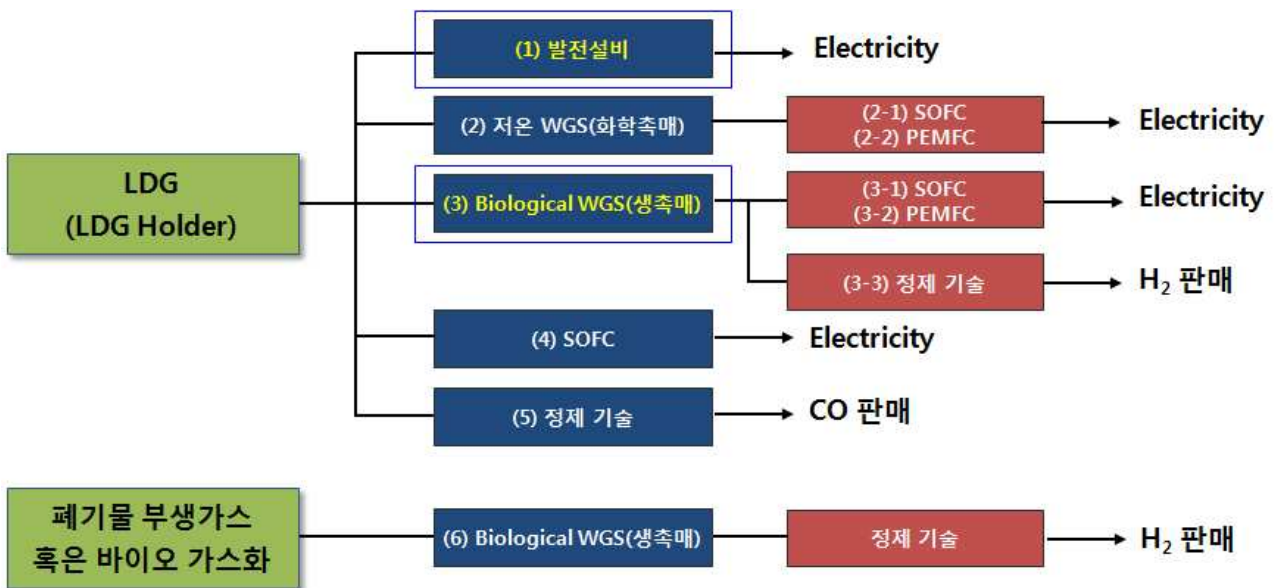 (1) 발전설비
Electricity
(2) 저온 WGS(화학촉매)
(2-1) SOFC
(2-2) PEMFC
Electricity
LDG
(LDG Holder)
(3) Biological WGS(생촉매)
(3-1) SOFC
(3-2) PEMFC
Electricity
(3-3) 정제 기술
H₂ 판매
(4) SOFC
Electricity
(5) 정제 기술
CO 판매
폐기물 부생가스
혹은 바이오 가스화
(6) Biological WGS(생촉매)
정제 기술
H₂ 판매